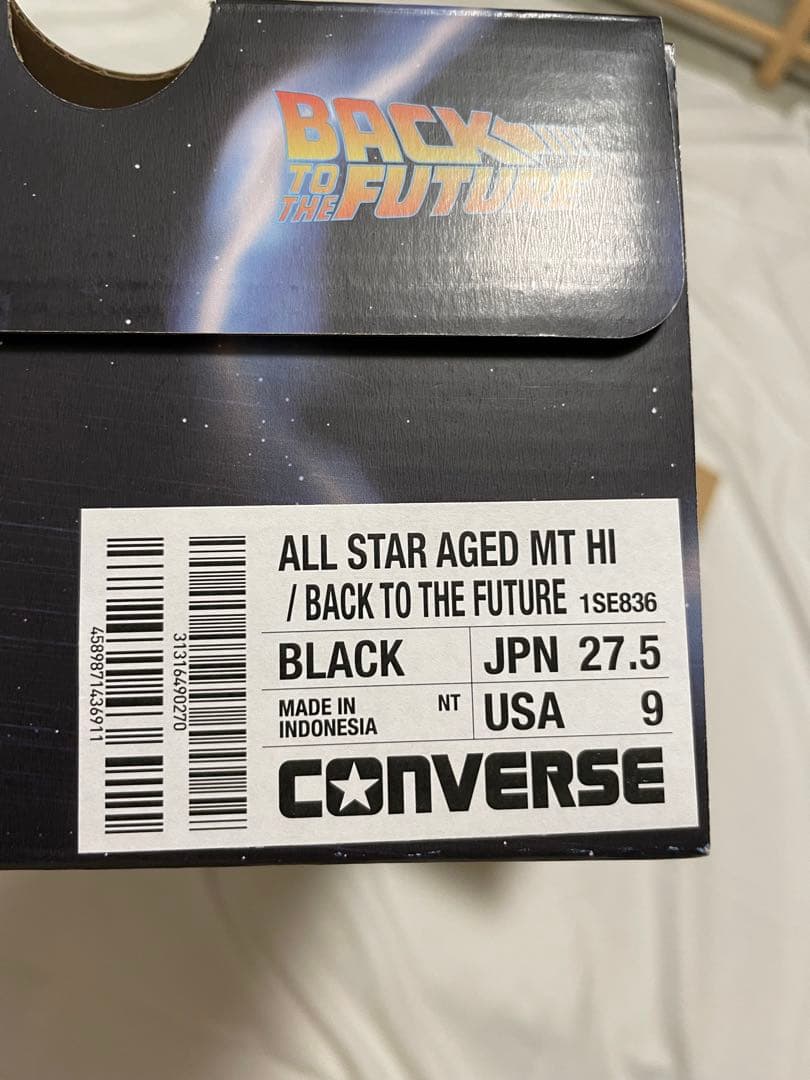 BACK
TO THE FUTURE
ALL STAR AGED MT HI
/ BACK TO THE FUTURE 1SE836
BLACK
JPN 27.5
MADE IN
INDONESIA
NT
USA 9
CONVERSE
4589871436911
31316490270